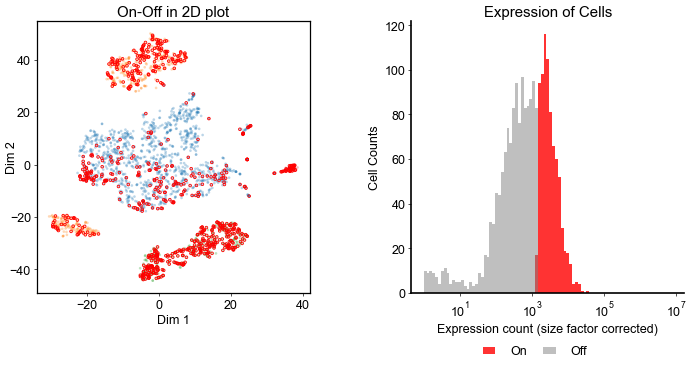 On-Off in 2D plot
Dim 2
40
20
0
−20
−40
−20
0
20
40
Dim 1
Expression of Cells
Cell Counts
120
100
80
60
40
20
0
10^1
10^3
10^5
10^7
Expression count (size factor corrected)
On Off